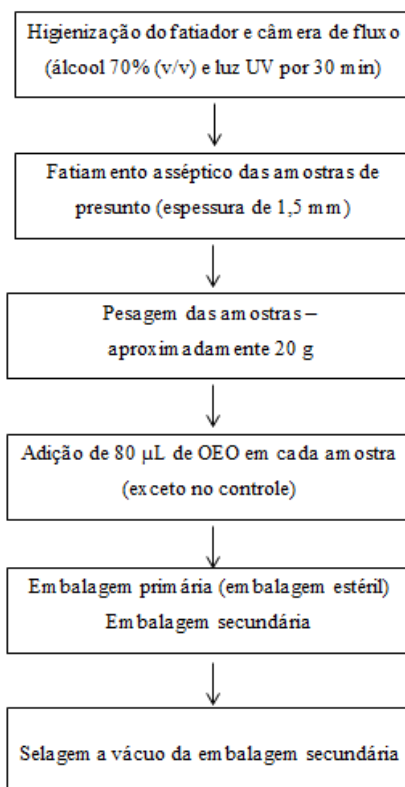 Higienização do fatiador e câmera de fluxo
(álcool 70% (v/v) e luz UV por 30 min)
Fatiamento asséptico das amostras de
presunto (espessura de 1,5 mm)
Pesagem das amostras –
aproximadamente 20 g
Adição de 80 µL de OEO em cada amostra
(exceto no controle)
Embalagem primária (embalagem estéril)
Embalagem secundária
Selagem a vácuo da embalagem secundária